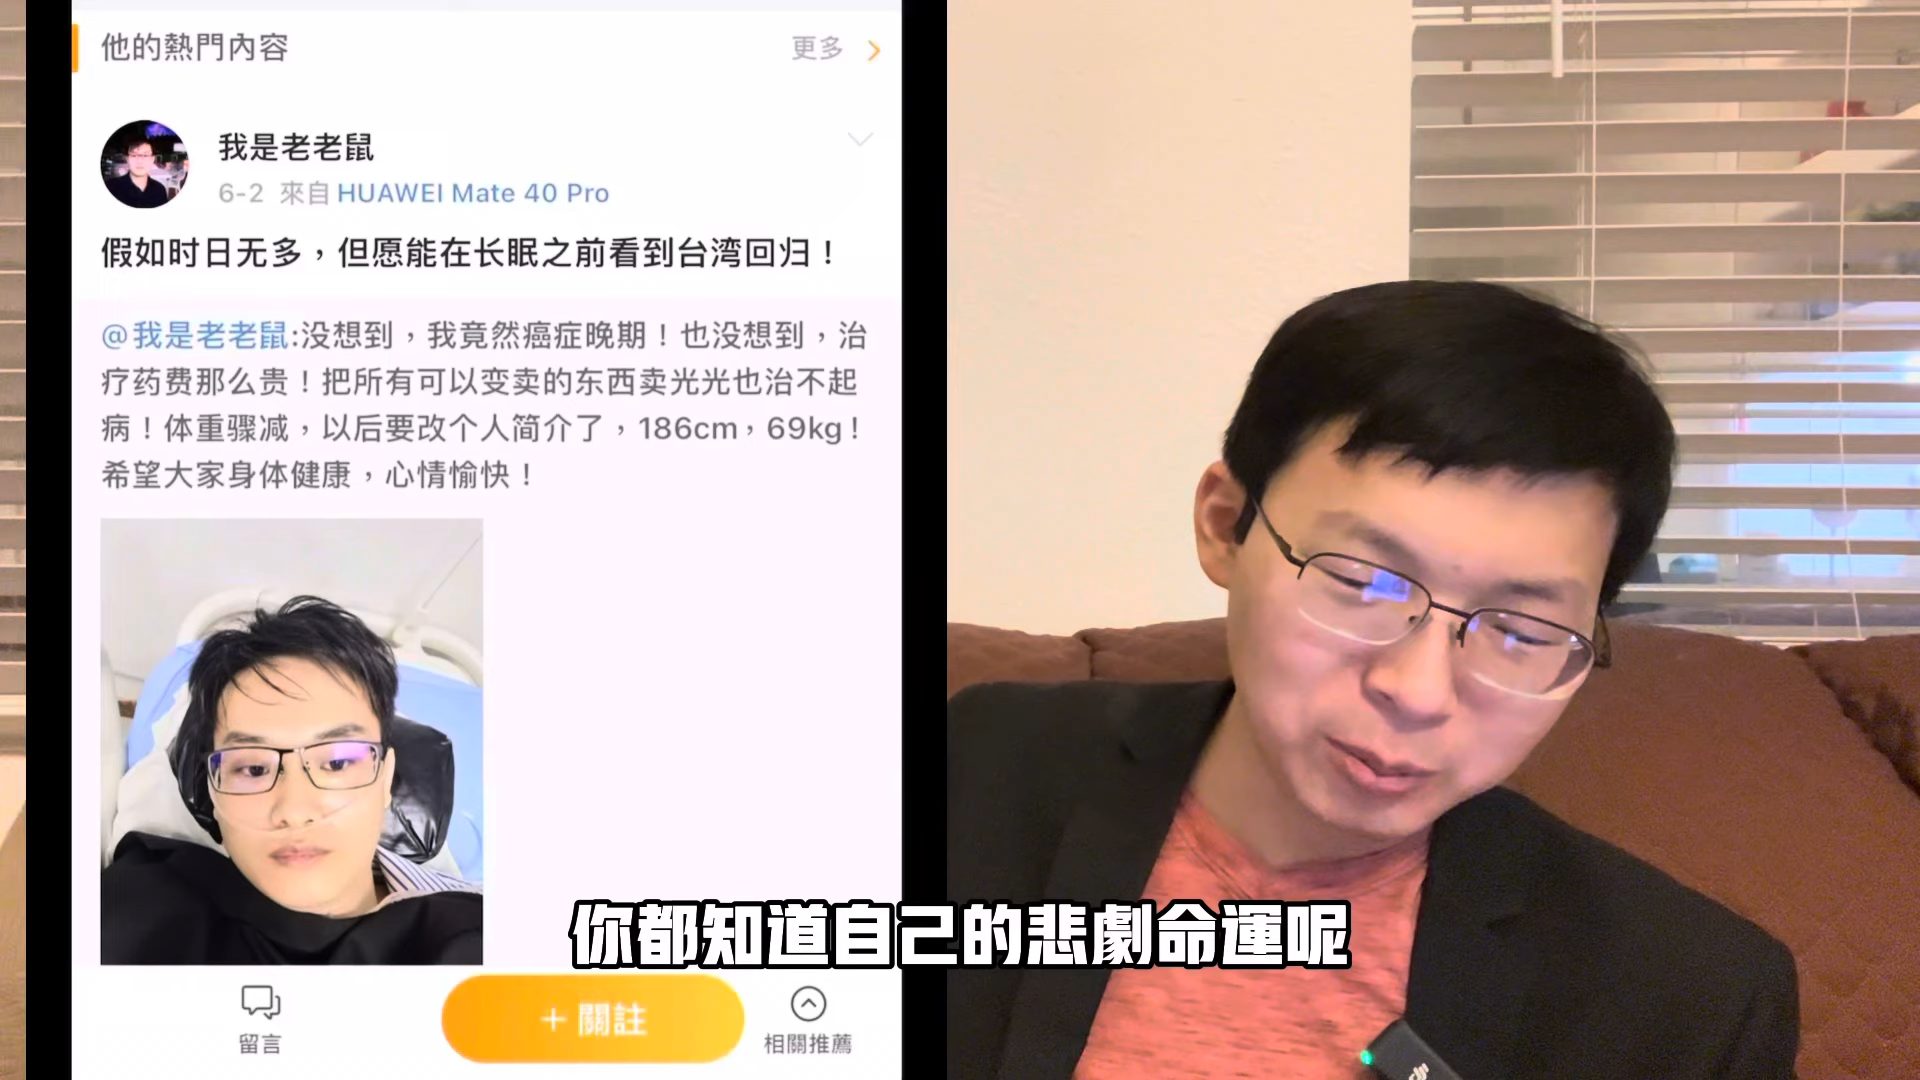 他的熱門內容
更多
我是老老鼠
6-2 來自 HUAWEI Mate 40 Pro
假如时日无多，但愿能在长眠之前看到台湾回归！
@我是老老鼠:没想到，我竟然癌症晚期！也没想到，治
疗药费那么贵！把所有可以变卖的东西卖光光也治不起
病！体重骤减，以后要改个人简介了，186cm，69kg！
希望大家身体健康，心情愉快！
你都知道自己的悲劇命運呢
留言
+ 關註
相關推薦